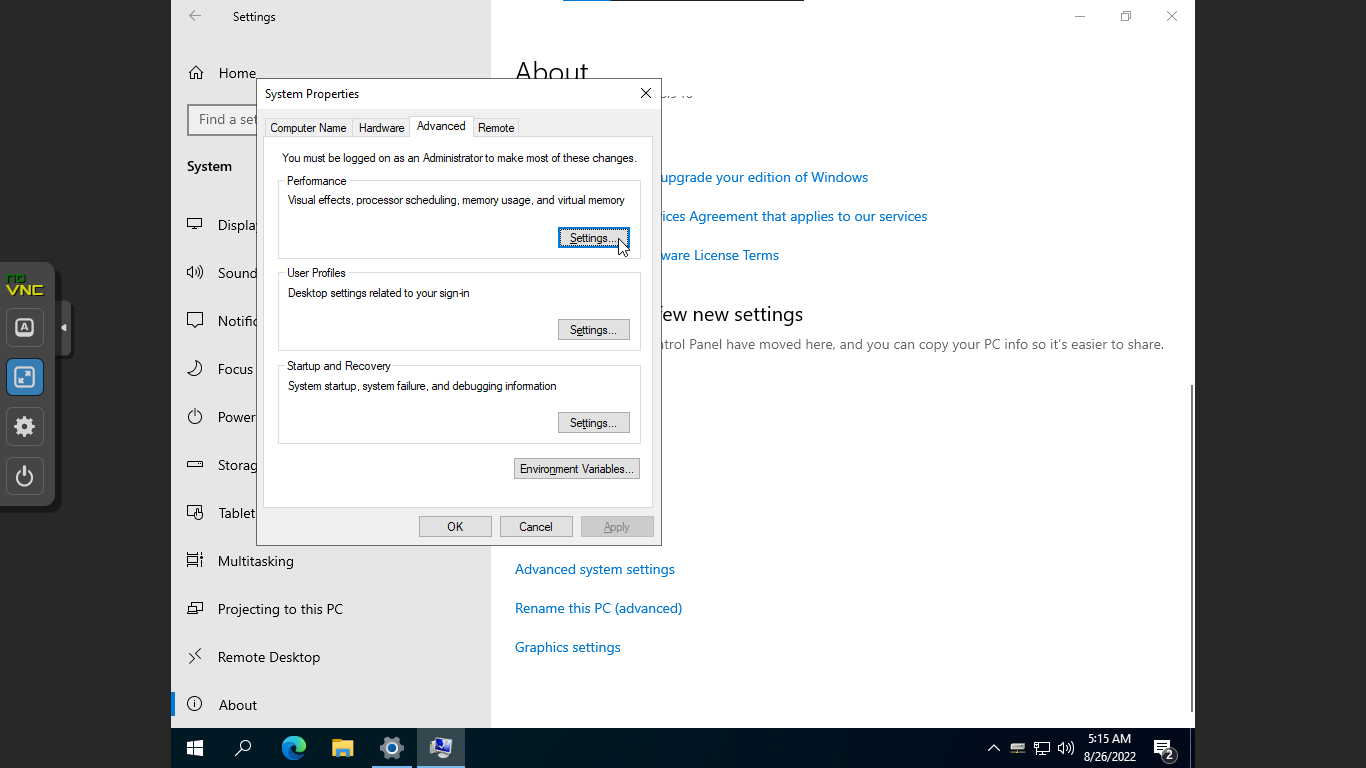 Settings
Home
Find a set
System
Display
Sound
Notific
Focus
Power
Storag
Tablet
Multitasking
Projecting to this PC
Remote Desktop
About
About
upgrade your edition of Windows
ices Agreement that applies to our services
ware License Terms
few new settings
ntrol Panel have moved here, and you can copy your PC info so it's easier to share.
Advanced system settings
Rename this PC (advanced)
Graphics settings
System Properties
Computer Name
Hardware
Advanced
Remote
You must be logged on as an Administrator to make most of these changes.
Performance
Visual effects, processor scheduling, memory usage, and virtual memory
Settings...
User Profiles
Desktop settings related to your sign-in
Settings...
Startup and Recovery
System startup, system failure, and debugging information
Settings...
Environment Variables...
OK
Cancel
Apply
no
VNC
A
5:15 AM
8/26/2022
2